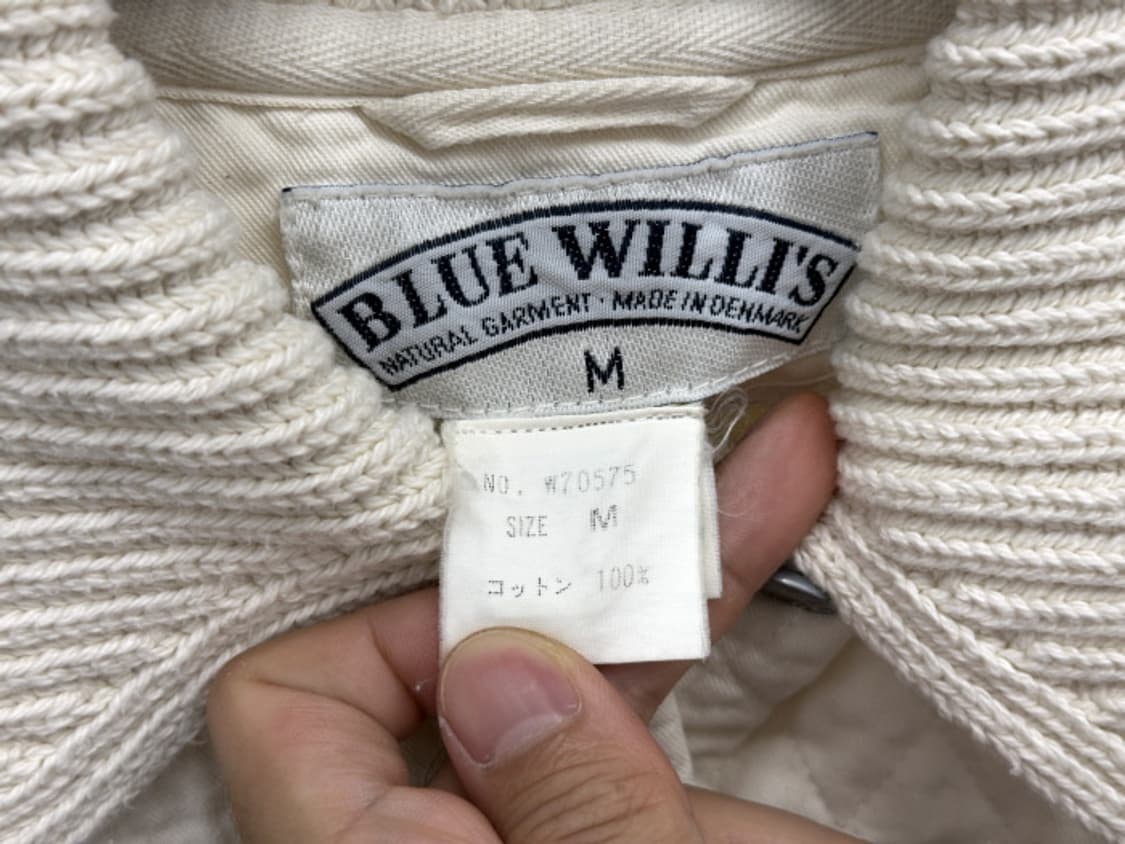 BLUE WILLI'S
NATURAL GARMENT · MADE IN DENMARK
M
NO. W70575
SIZE M
コットン 100%